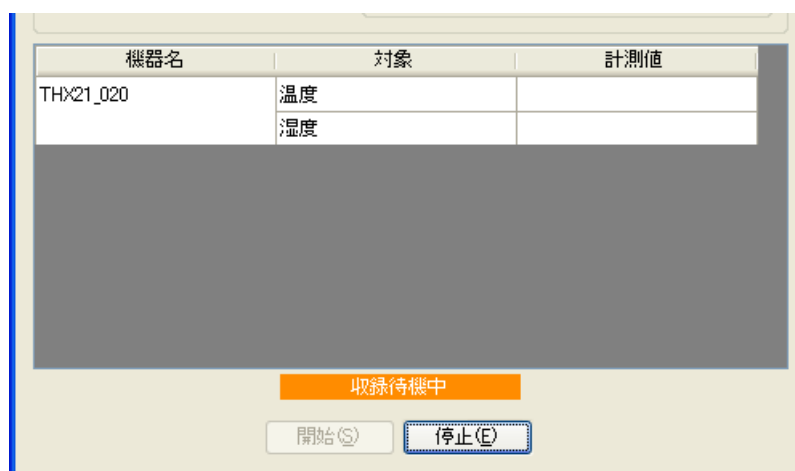 機器名 対象 計測値
THX21_020 温度
湿度
収録待機中
開始(S) 停止(E)